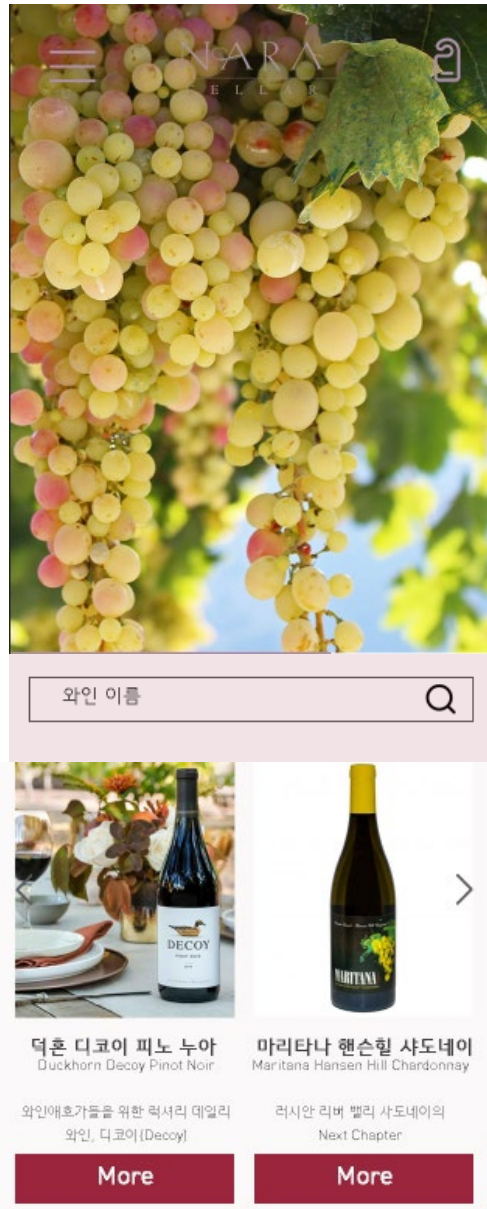 NARA
CELLAR
와인 이름
DECOY
PINOT NOIR
MARITANA
덕혼 디코이 피노 누아
Duckhorn Decoy Pinot Noir
마리타나 핸슨힐 샤도네이
Maritana Hansen Hill Chardonnay
와인애호가들을 위한 럭셔리 데일리
와인, 디코이{Decoy}
러시안 리버 밸리 샤도네이의
Next Chapter
More
More